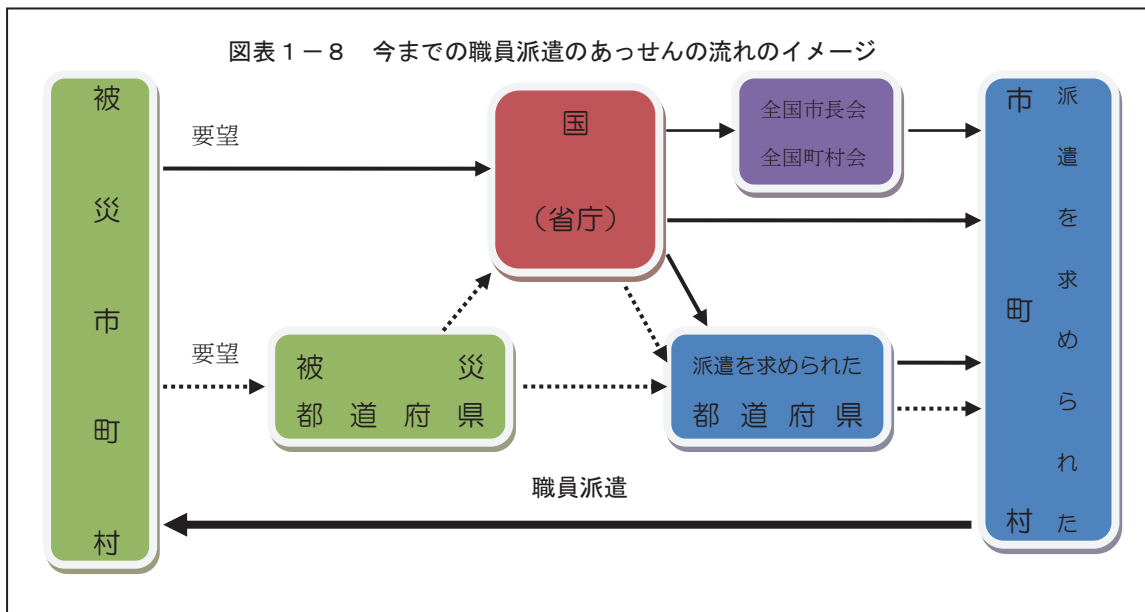 図表１－８　今までの職員派遣のあっせんの流れのイメージ
被災市町村
要望
国
（省庁）
全国市長会
全国町村会
派遣を求められた
市町村
要望
被災
都道府県
派遣を求められた
都道府県
職員派遣